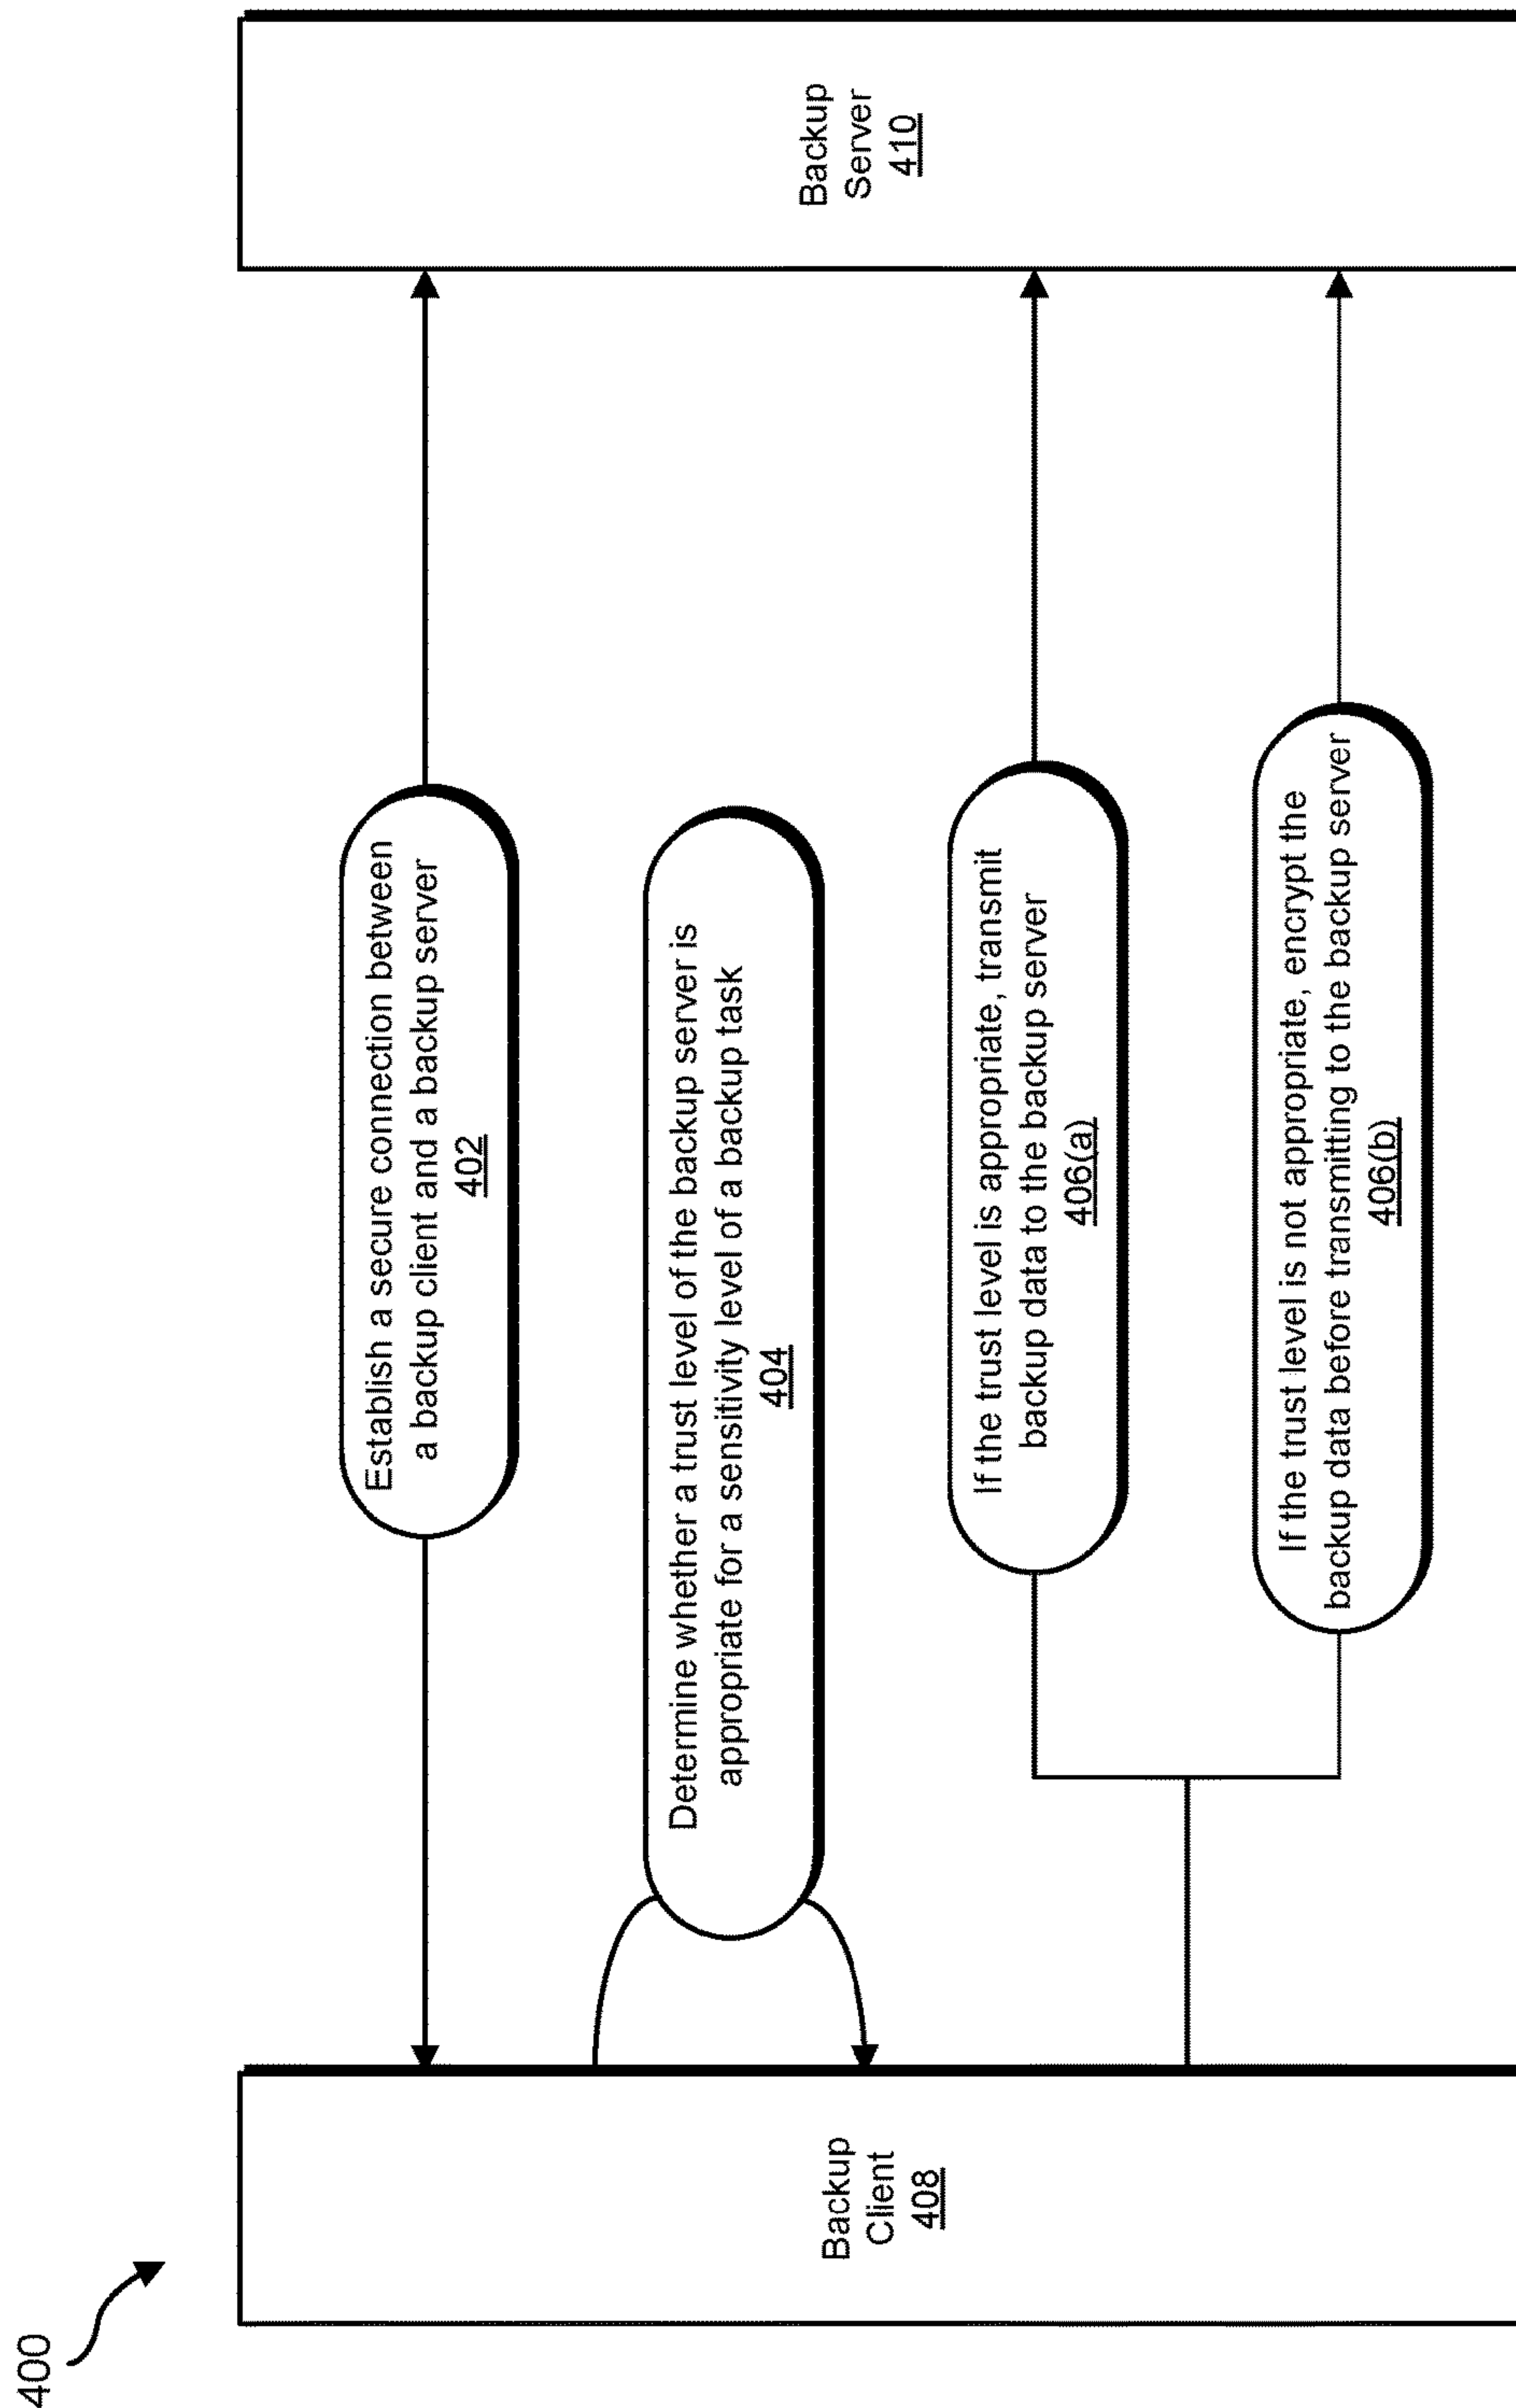 400
Backup
Client
408
Establish a secure connection between
a backup client and a backup server
402
Determine whether a trust level of the backup server is
appropriate for a sensitivity level of a backup task
404
If the trust level is appropriate, transmit
backup data to the backup server
406(a)
If the trust level is not appropriate, encrypt the
backup data before transmitting to the backup server
406(b)
Backup
Server
410